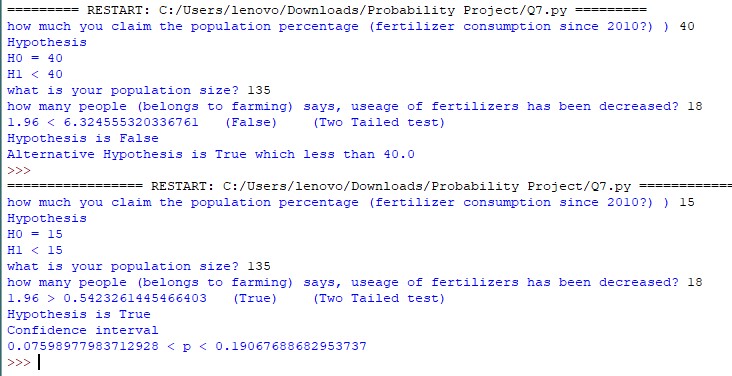 ========= RESTART: C:/Users/lenovo/Downloads/Probability Project/Q7.py =========
how much you claim the population percentage (fertilizer consumption since 2010?) ) 40
Hypothesis
H0 = 40
H1 < 40
what is your population size? 135
how many people (belongs to farming) says, useage of fertilizers has been decreased? 18
1.96 < 6.324555320336761   (False)    (Two Tailed test)
Hypothesis is False
Alternative Hypothesis is True which less than 40.0
>>>
================= RESTART: C:/Users/lenovo/Downloads/Probability Project/Q7.py ============
how much you claim the population percentage (fertilizer consumption since 2010?) ) 15
Hypothesis
H0 = 15
H1 < 15
what is your population size? 135
how many people (belongs to farming) says, useage of fertilizers has been decreased? 18
1.96 > 0.5423261445466403   (True)    (Two Tailed test)
Hypothesis is True
Confidence interval
0.07598977983712928 < p < 0.19067688682953737
>>>